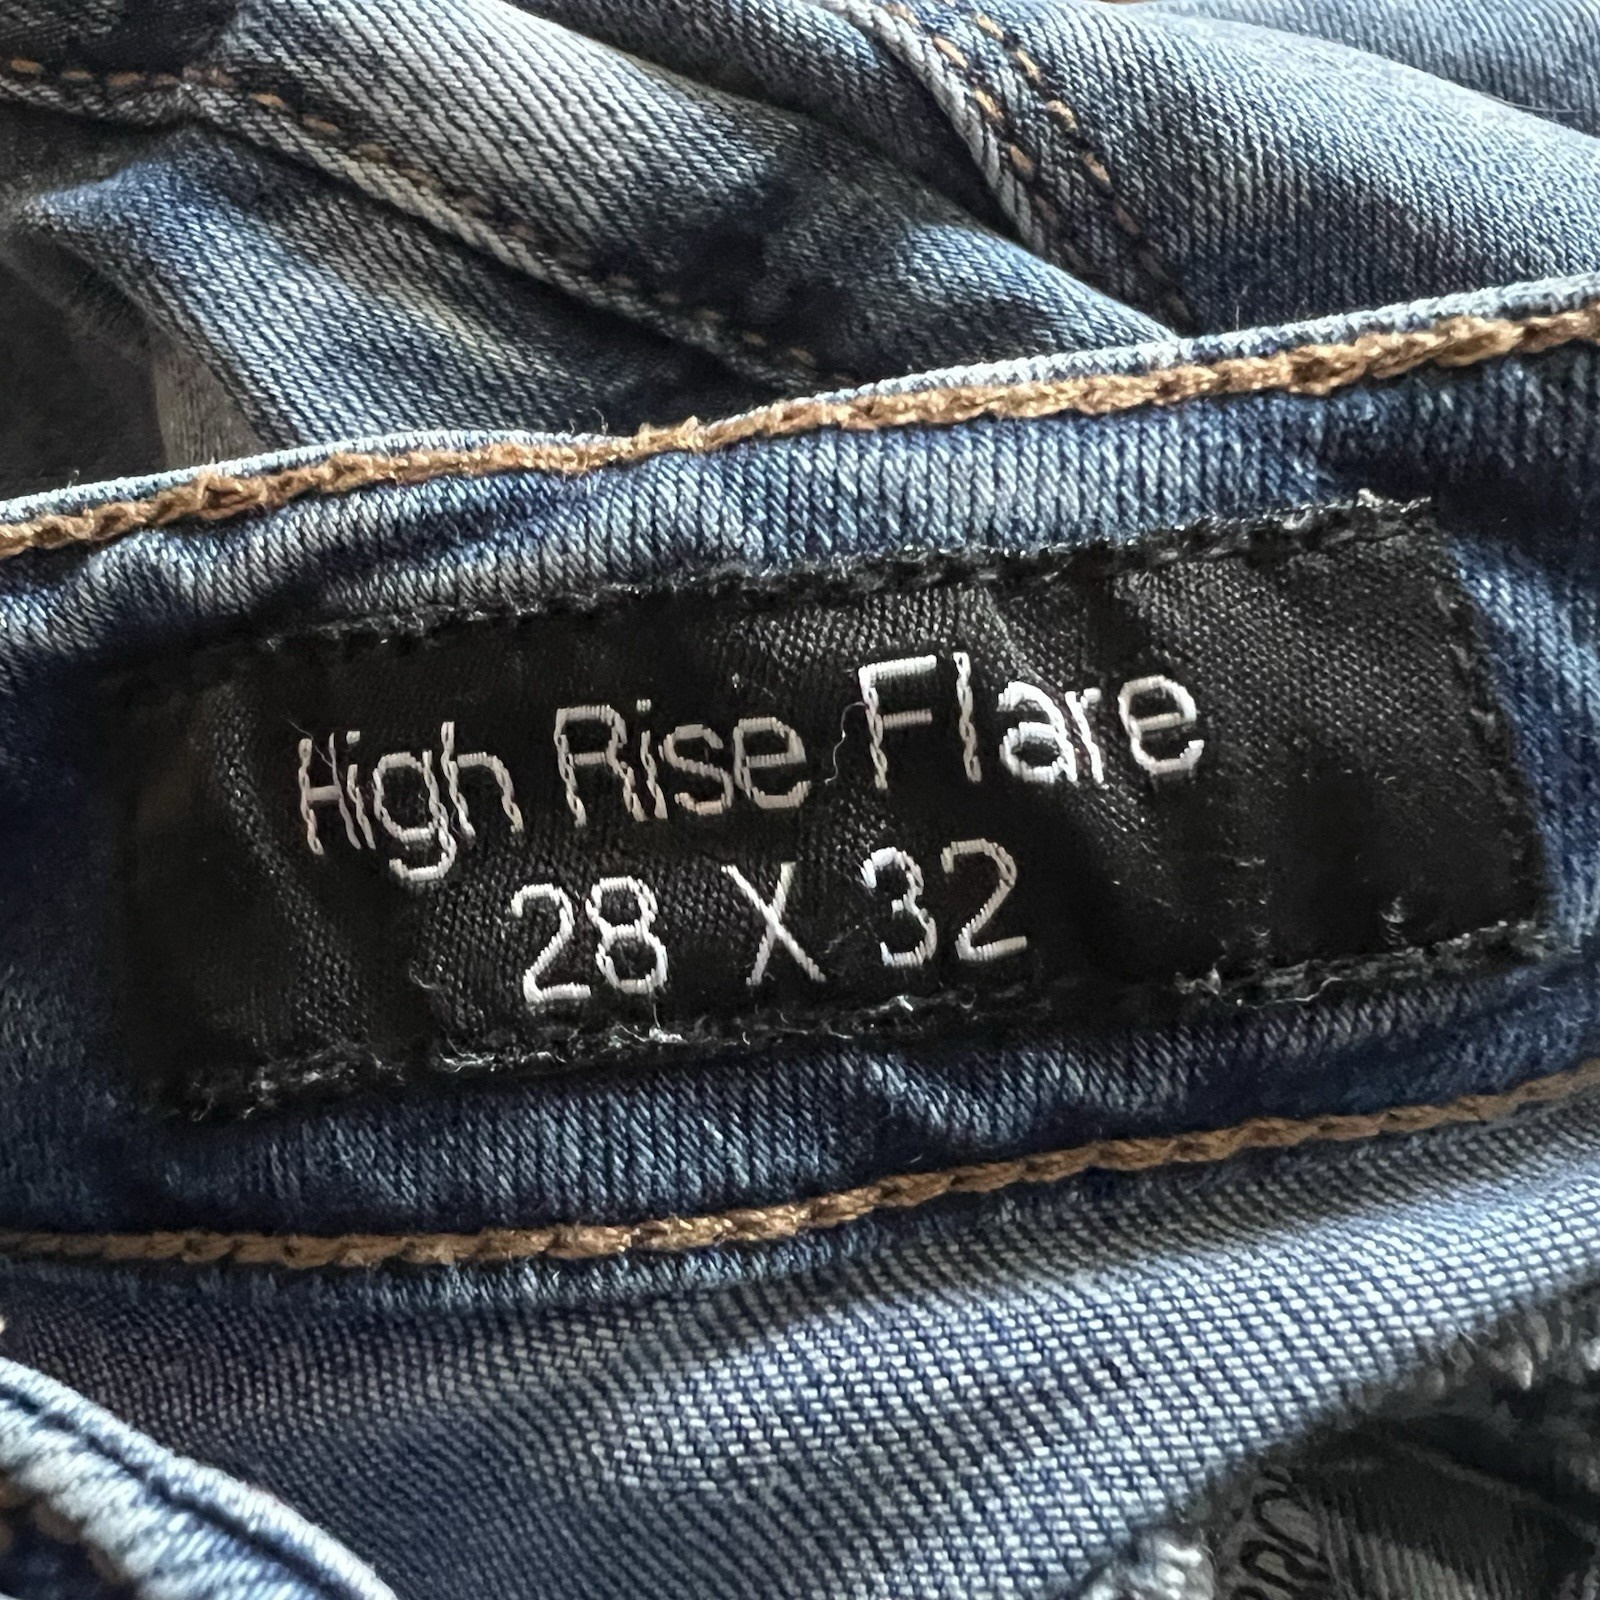 High Rise Flare
28 X 32